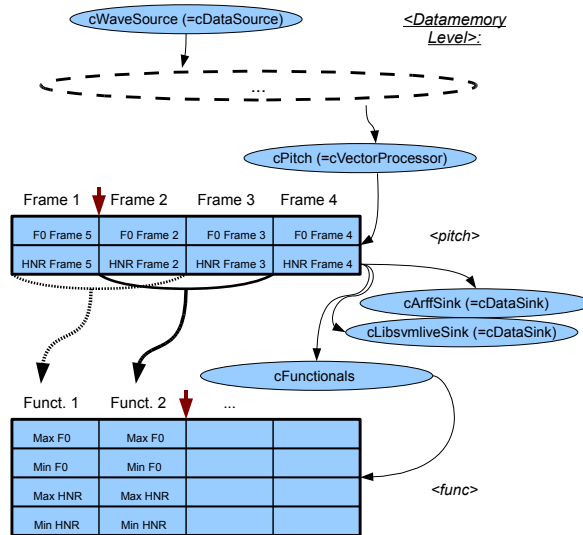 cWaveSource (=cDataSource)
<Datamemory
Level>:
...
cPitch (=cVectorProcessor)
Frame 1 Frame 2 Frame 3 Frame 4
F0 Frame 5 F0 Frame 2 F0 Frame 3 F0 Frame 4
<pitch>
HNR Frame 5 HNR Frame 2 HNR Frame 3 HNR Frame 4
cArffSink (=cDataSink)
cLibsvmliveSink (=cDataSink)
cFunctionals
Funct. 1 Funct. 2 ...
Max F0 Max F0
Min F0 Min F0
Max HNR Max HNR
<func>
Min HNR Min HNR